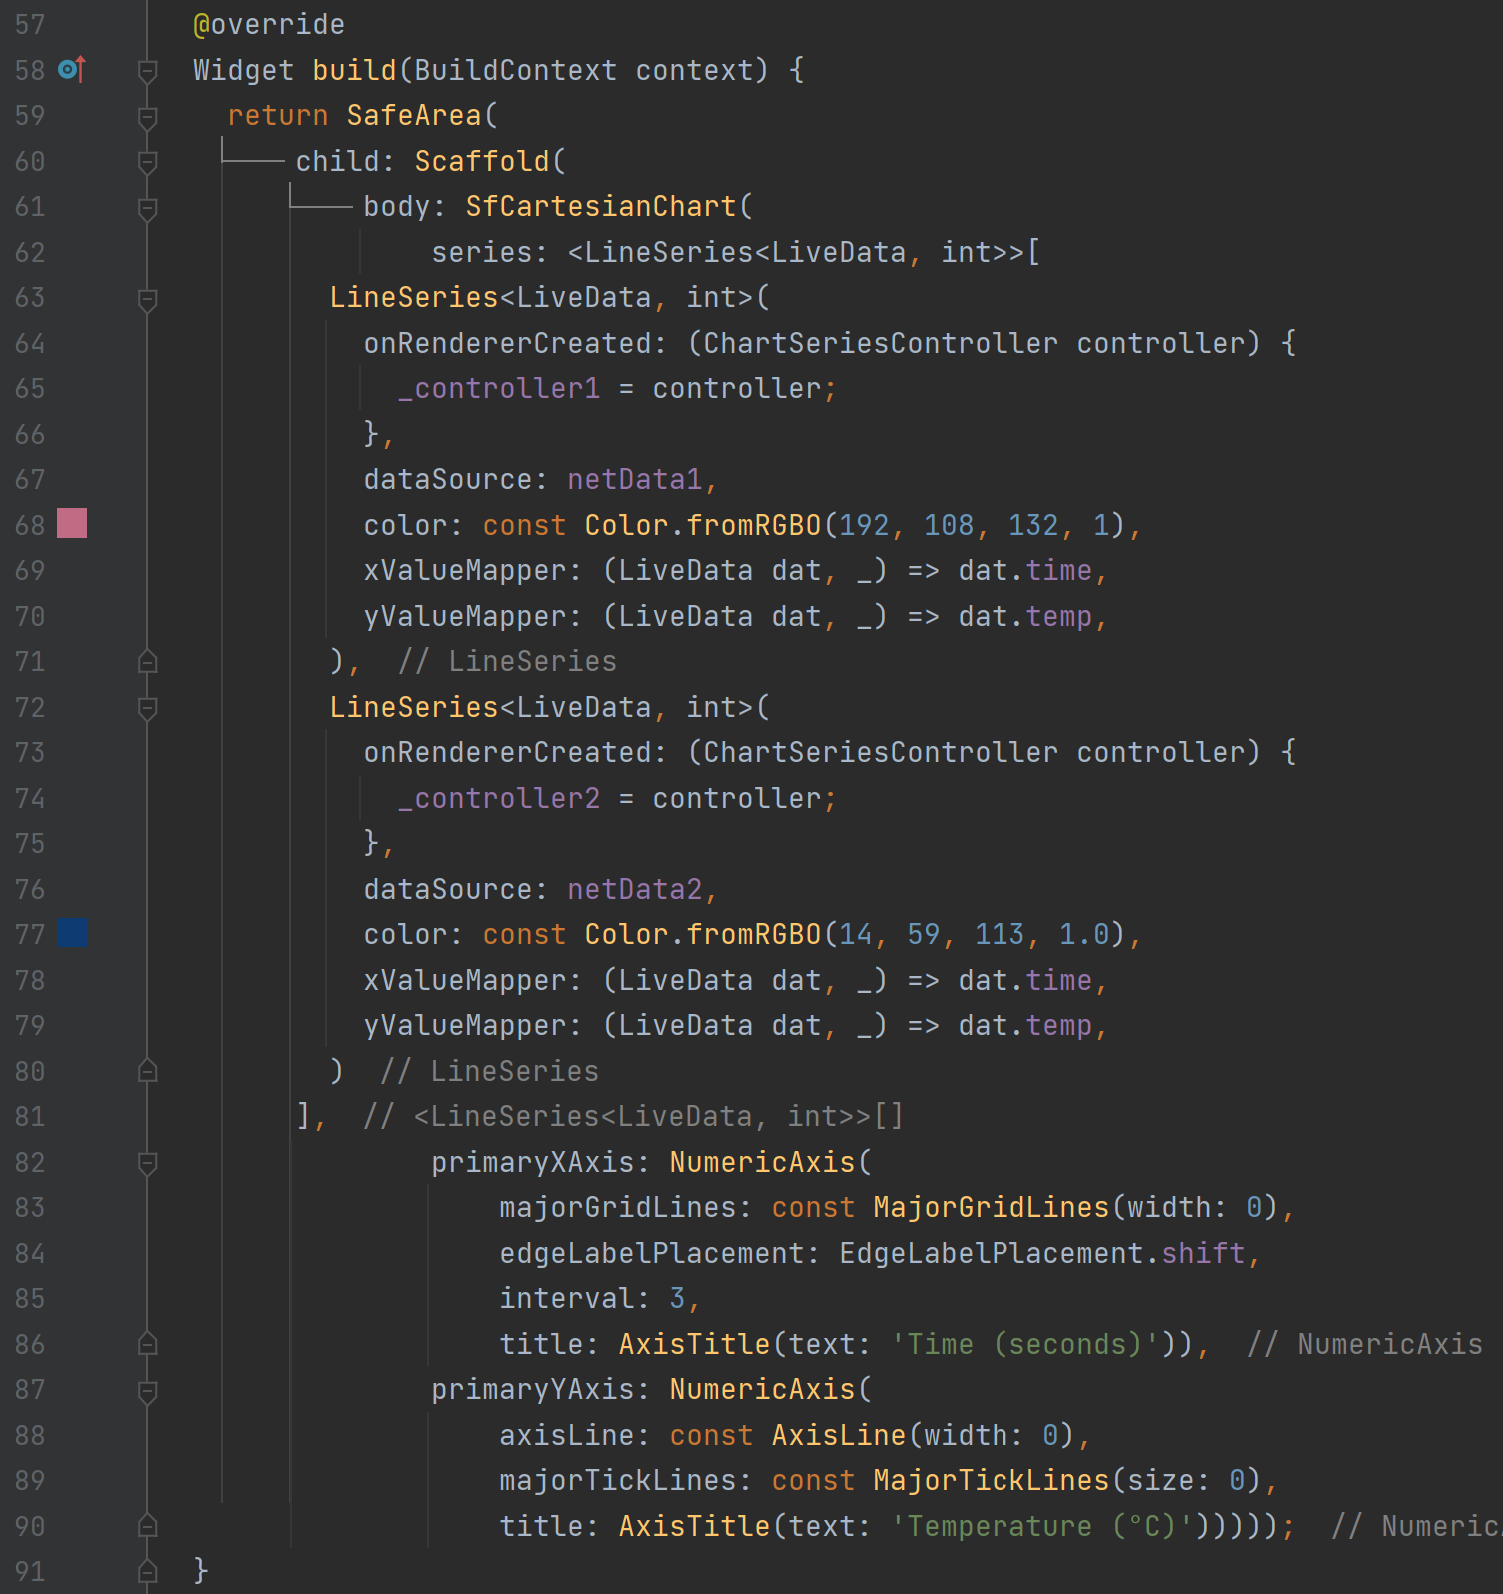 57 @override
58 Widget build(BuildContext context) {
59 return SafeArea(
60 child: Scaffold(
61 body: SfCartesianChart(
62 series: <LineSeries<LiveData, int>>[
63 LineSeries<LiveData, int>(
64 onRendererCreated: (ChartSeriesController controller) {
65 _controller1 = controller;
66 },
67 dataSource: netData1,
68 color: const Color.fromRGBO(192, 108, 132, 1),
69 xValueMapper: (LiveData dat, _) => dat.time,
70 yValueMapper: (LiveData dat, _) => dat.temp,
71 ), // LineSeries
72 LineSeries<LiveData, int>(
73 onRendererCreated: (ChartSeriesController controller) {
74 _controller2 = controller;
75 },
76 dataSource: netData2,
77 color: const Color.fromRGBO(14, 59, 113, 1.0),
78 xValueMapper: (LiveData dat, _) => dat.time,
79 yValueMapper: (LiveData dat, _) => dat.temp,
80 ) // LineSeries
81 ], // <LineSeries<LiveData, int>>[]
82 primaryXAxis: NumericAxis(
83 majorGridLines: const MajorGridLines(width: 0),
84 edgeLabelPlacement: EdgeLabelPlacement.shift,
85 interval: 3,
86 title: AxisTitle(text: 'Time (seconds)')), // NumericAxis
87 primaryYAxis: NumericAxis(
88 axisLine: const AxisLine(width: 0),
89 majorTickLines: const MajorTickLines(size: 0),
90 title: AxisTitle(text: 'Temperature (°C)'))))); // Numeric
91 }